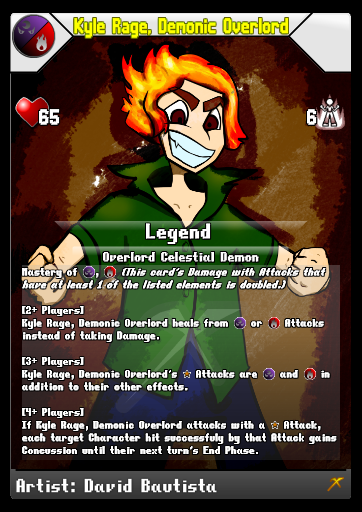 Kyle Rage, Demonic Overlord
65
6
Legend
Overlord Celestial Demon
Mastery of , (This card's Damage with Attacks that
have at least 1 of the listed elements is doubled.)
[2+ Players]
Kyle Rage, Demonic Overlord heals from or Attacks
instead of taking Damage.
[3+ Players]
Kyle Rage, Demonic Overlord's Attacks are and in
addition to their other effects.
[4+ Players]
If Kyle Rage, Demonic Overlord attacks with a Attack,
each target Character hit successfuly by that Attack gains
Concussion until their next turn's End Phase.
Artist: David Bautista